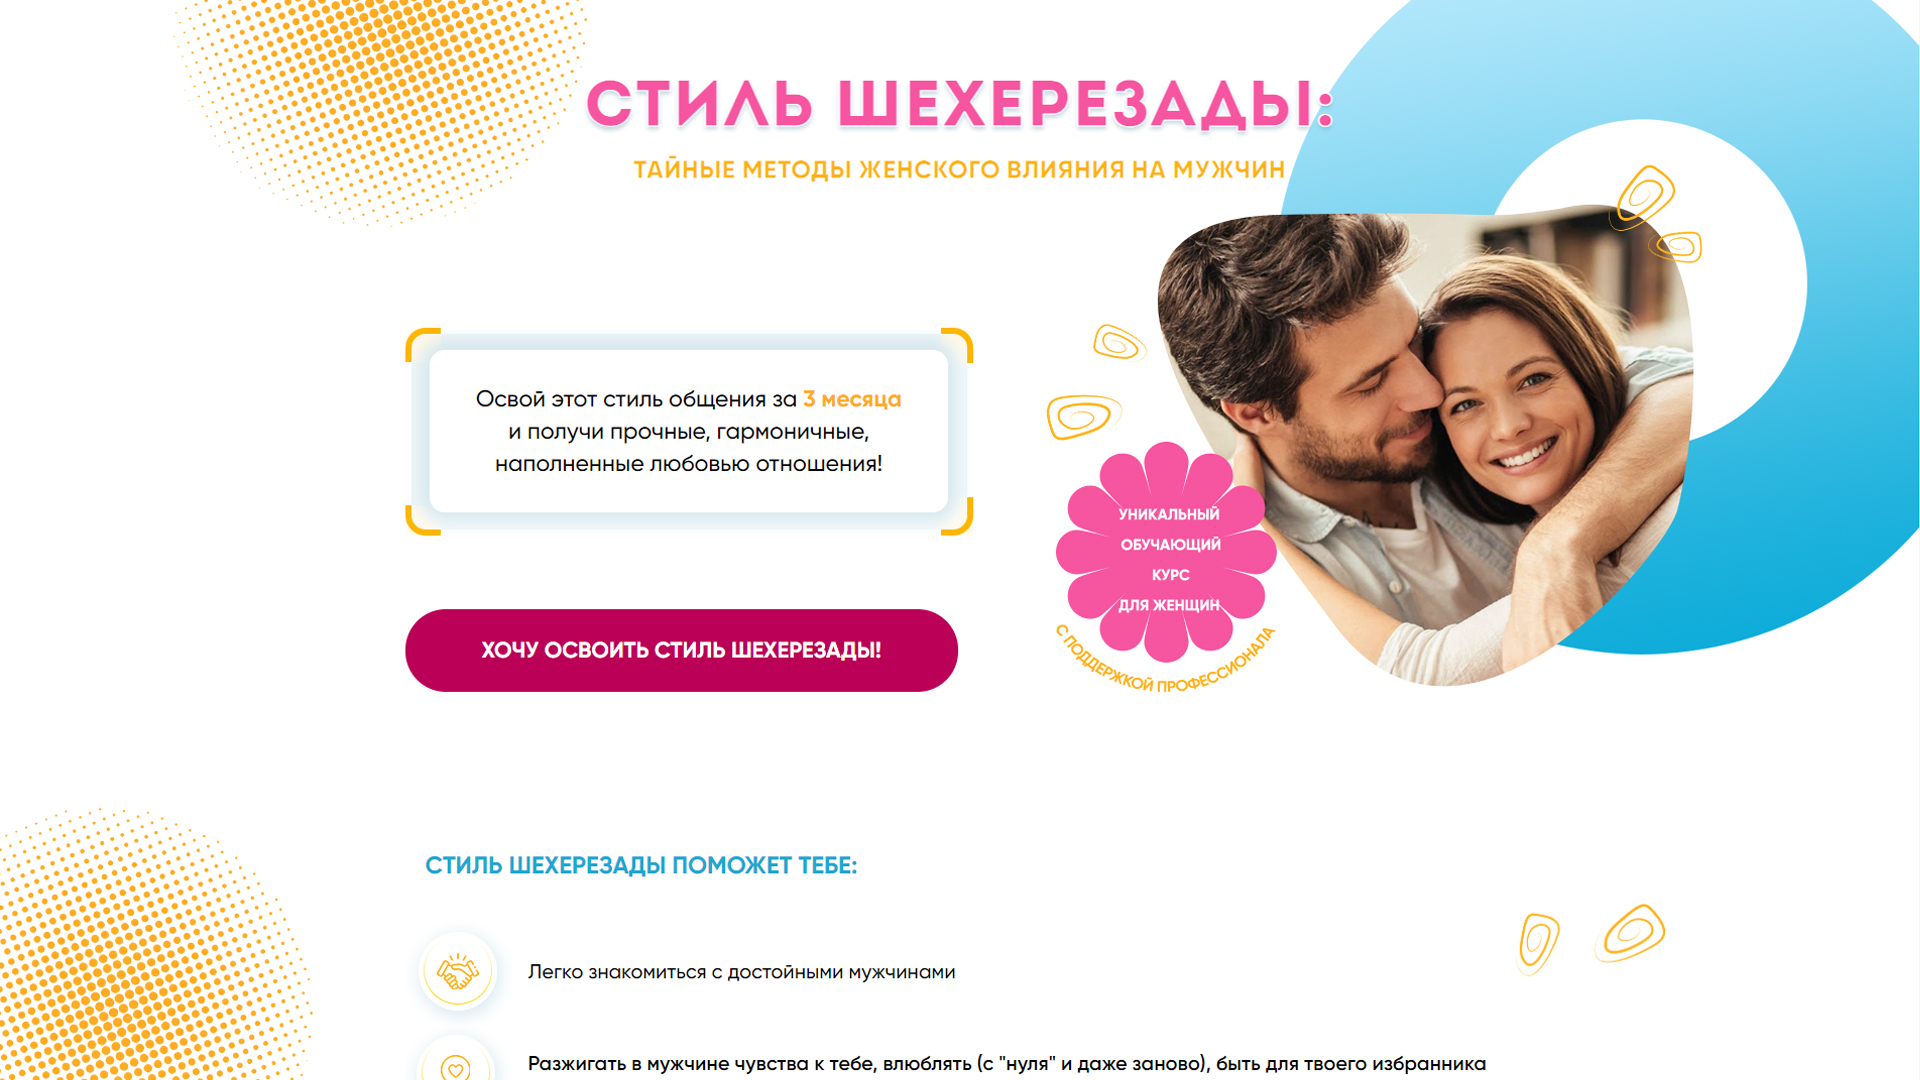 СТИЛЬ ШЕХЕРЕЗАДЫ:
ТАЙНЫЕ МЕТОДЫ ЖЕНСКОГО ВЛИЯНИЯ НА МУЖЧИН
Освой этот стиль общения за 3 месяца
и получи прочные, гармоничные,
наполненные любовью отношения!
ХОЧУ ОСВОИТЬ СТИЛЬ ШЕХЕРЕЗАДЫ!
УНИКАЛЬНЫЙ
ОБУЧАЮЩИЙ
КУРС
ДЛЯ ЖЕНЩИН
С ПОДДЕРЖКОЙ ПРОФЕССИОНАЛА
СТИЛЬ ШЕХЕРЕЗАДЫ ПОМОЖЕТ ТЕБЕ:
Легко знакомиться с достойными мужчинами
Разжигать в мужчине чувства к тебе, влюблять (с "нуля" и даже заново), быть для твоего избранника